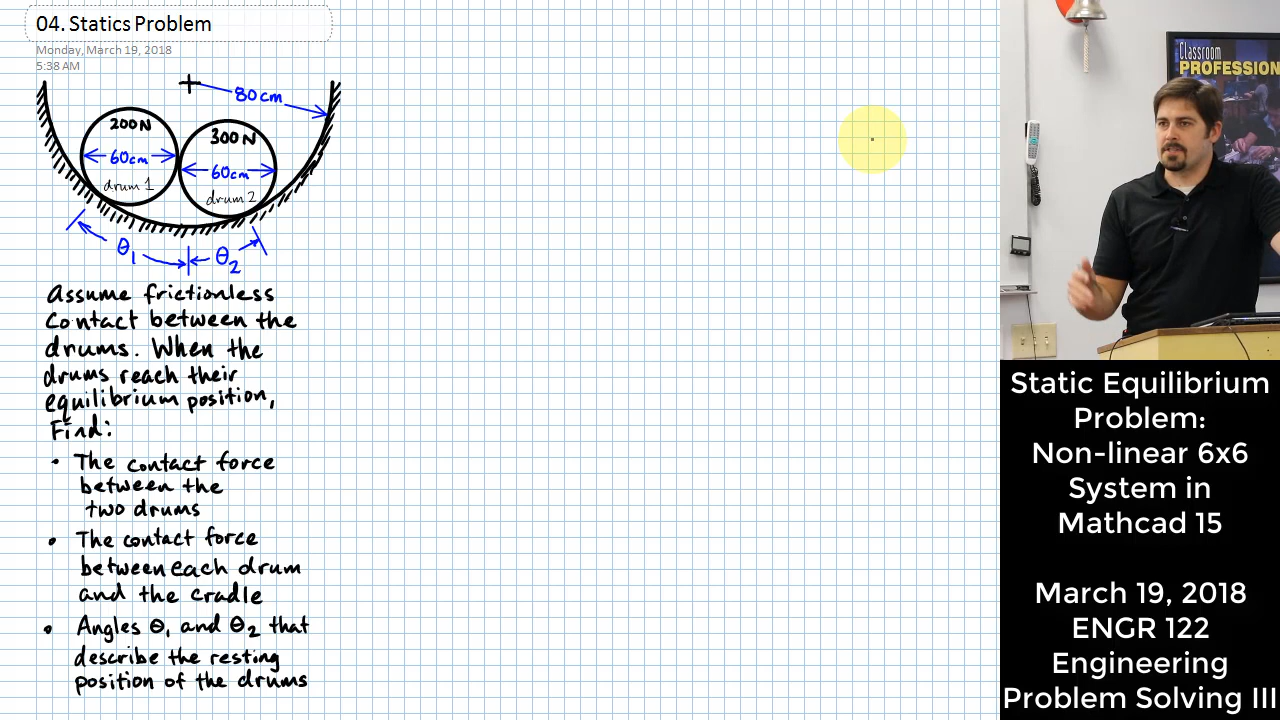 04. Statics Problem
Monday, March 19, 2018
5:38 AM
80cm
200N
60cm
drum 1
300N
60cm
drum 2
θ1
θ2
Assume frictionless
contact between the
drums. When the
drums reach their
equilibrium position,
Find:
• The contact force
between the
two drums
• The contact force
between each drum
and the cradle
• Angles θ1 and θ2 that
describe the resting
position of the drums
Classroom
PROFESSION
Static Equilibrium
Problem:
Non-linear 6x6
System in
Mathcad 15
March 19, 2018
ENGR 122
Engineering
Problem Solving III